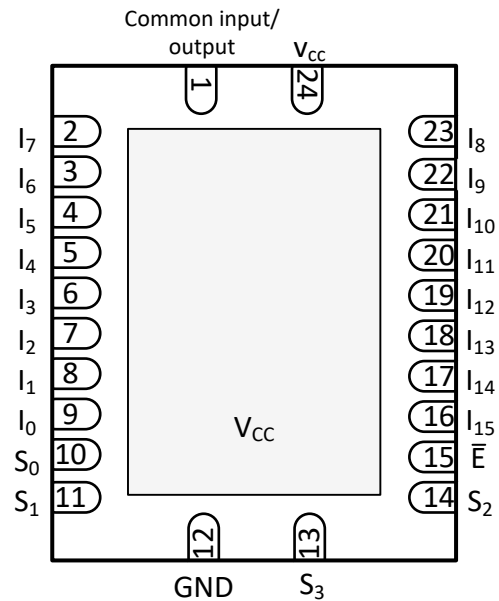 Common input/
output
V_CC
1
24
I₇ 2
23 I₈
I₆ 3
22 I₉
I₅ 4
21 I₁₀
I₄ 5
20 I₁₁
I₃ 6
19 I₁₂
I₂ 7
18 I₁₃
I₁ 8
17 I₁₄
I₀ 9
16 I₁₅
V_CC
S₀ 10
15 E̅
S₁ 11
14 S₂
12
13
GND
S₃